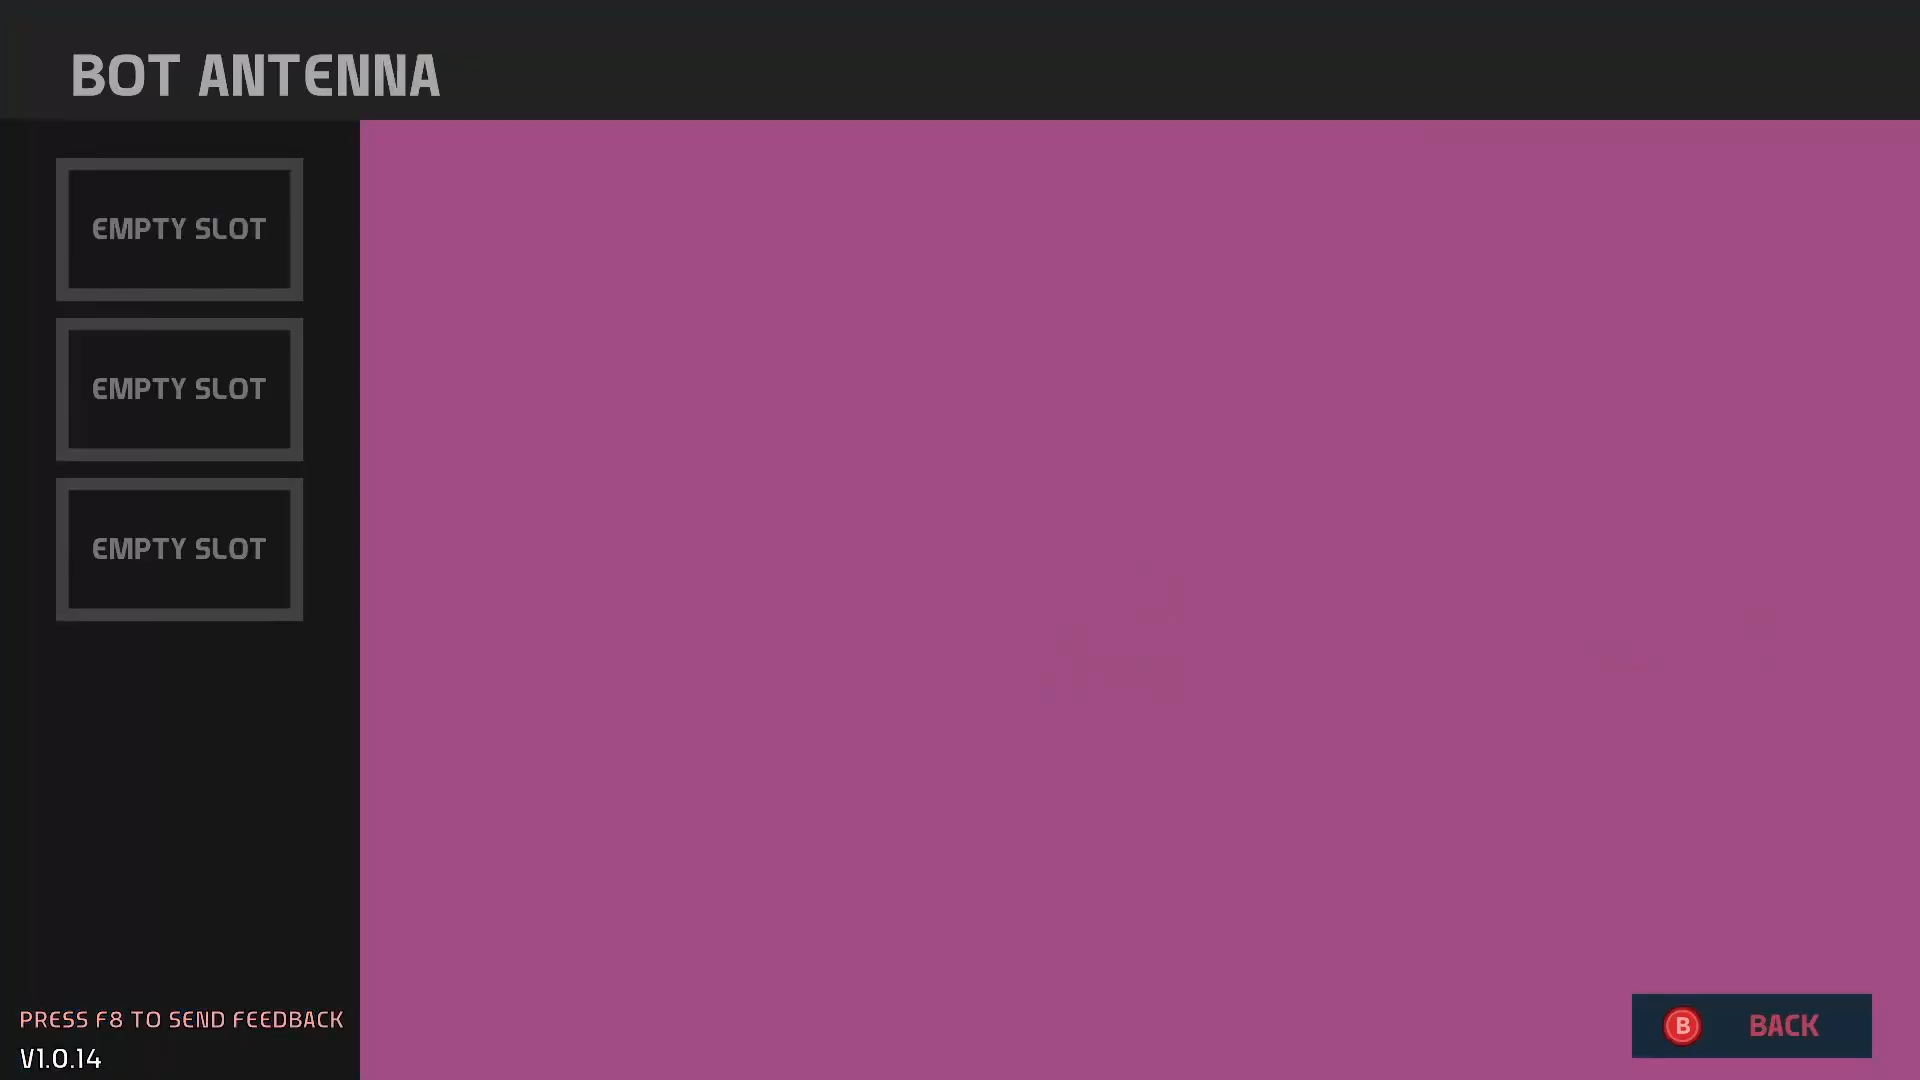 BOT ANTENNA
EMPTY SLOT
EMPTY SLOT
EMPTY SLOT
PRESS F8 TO SEND FEEDBACK
V1.0.14
B BACK